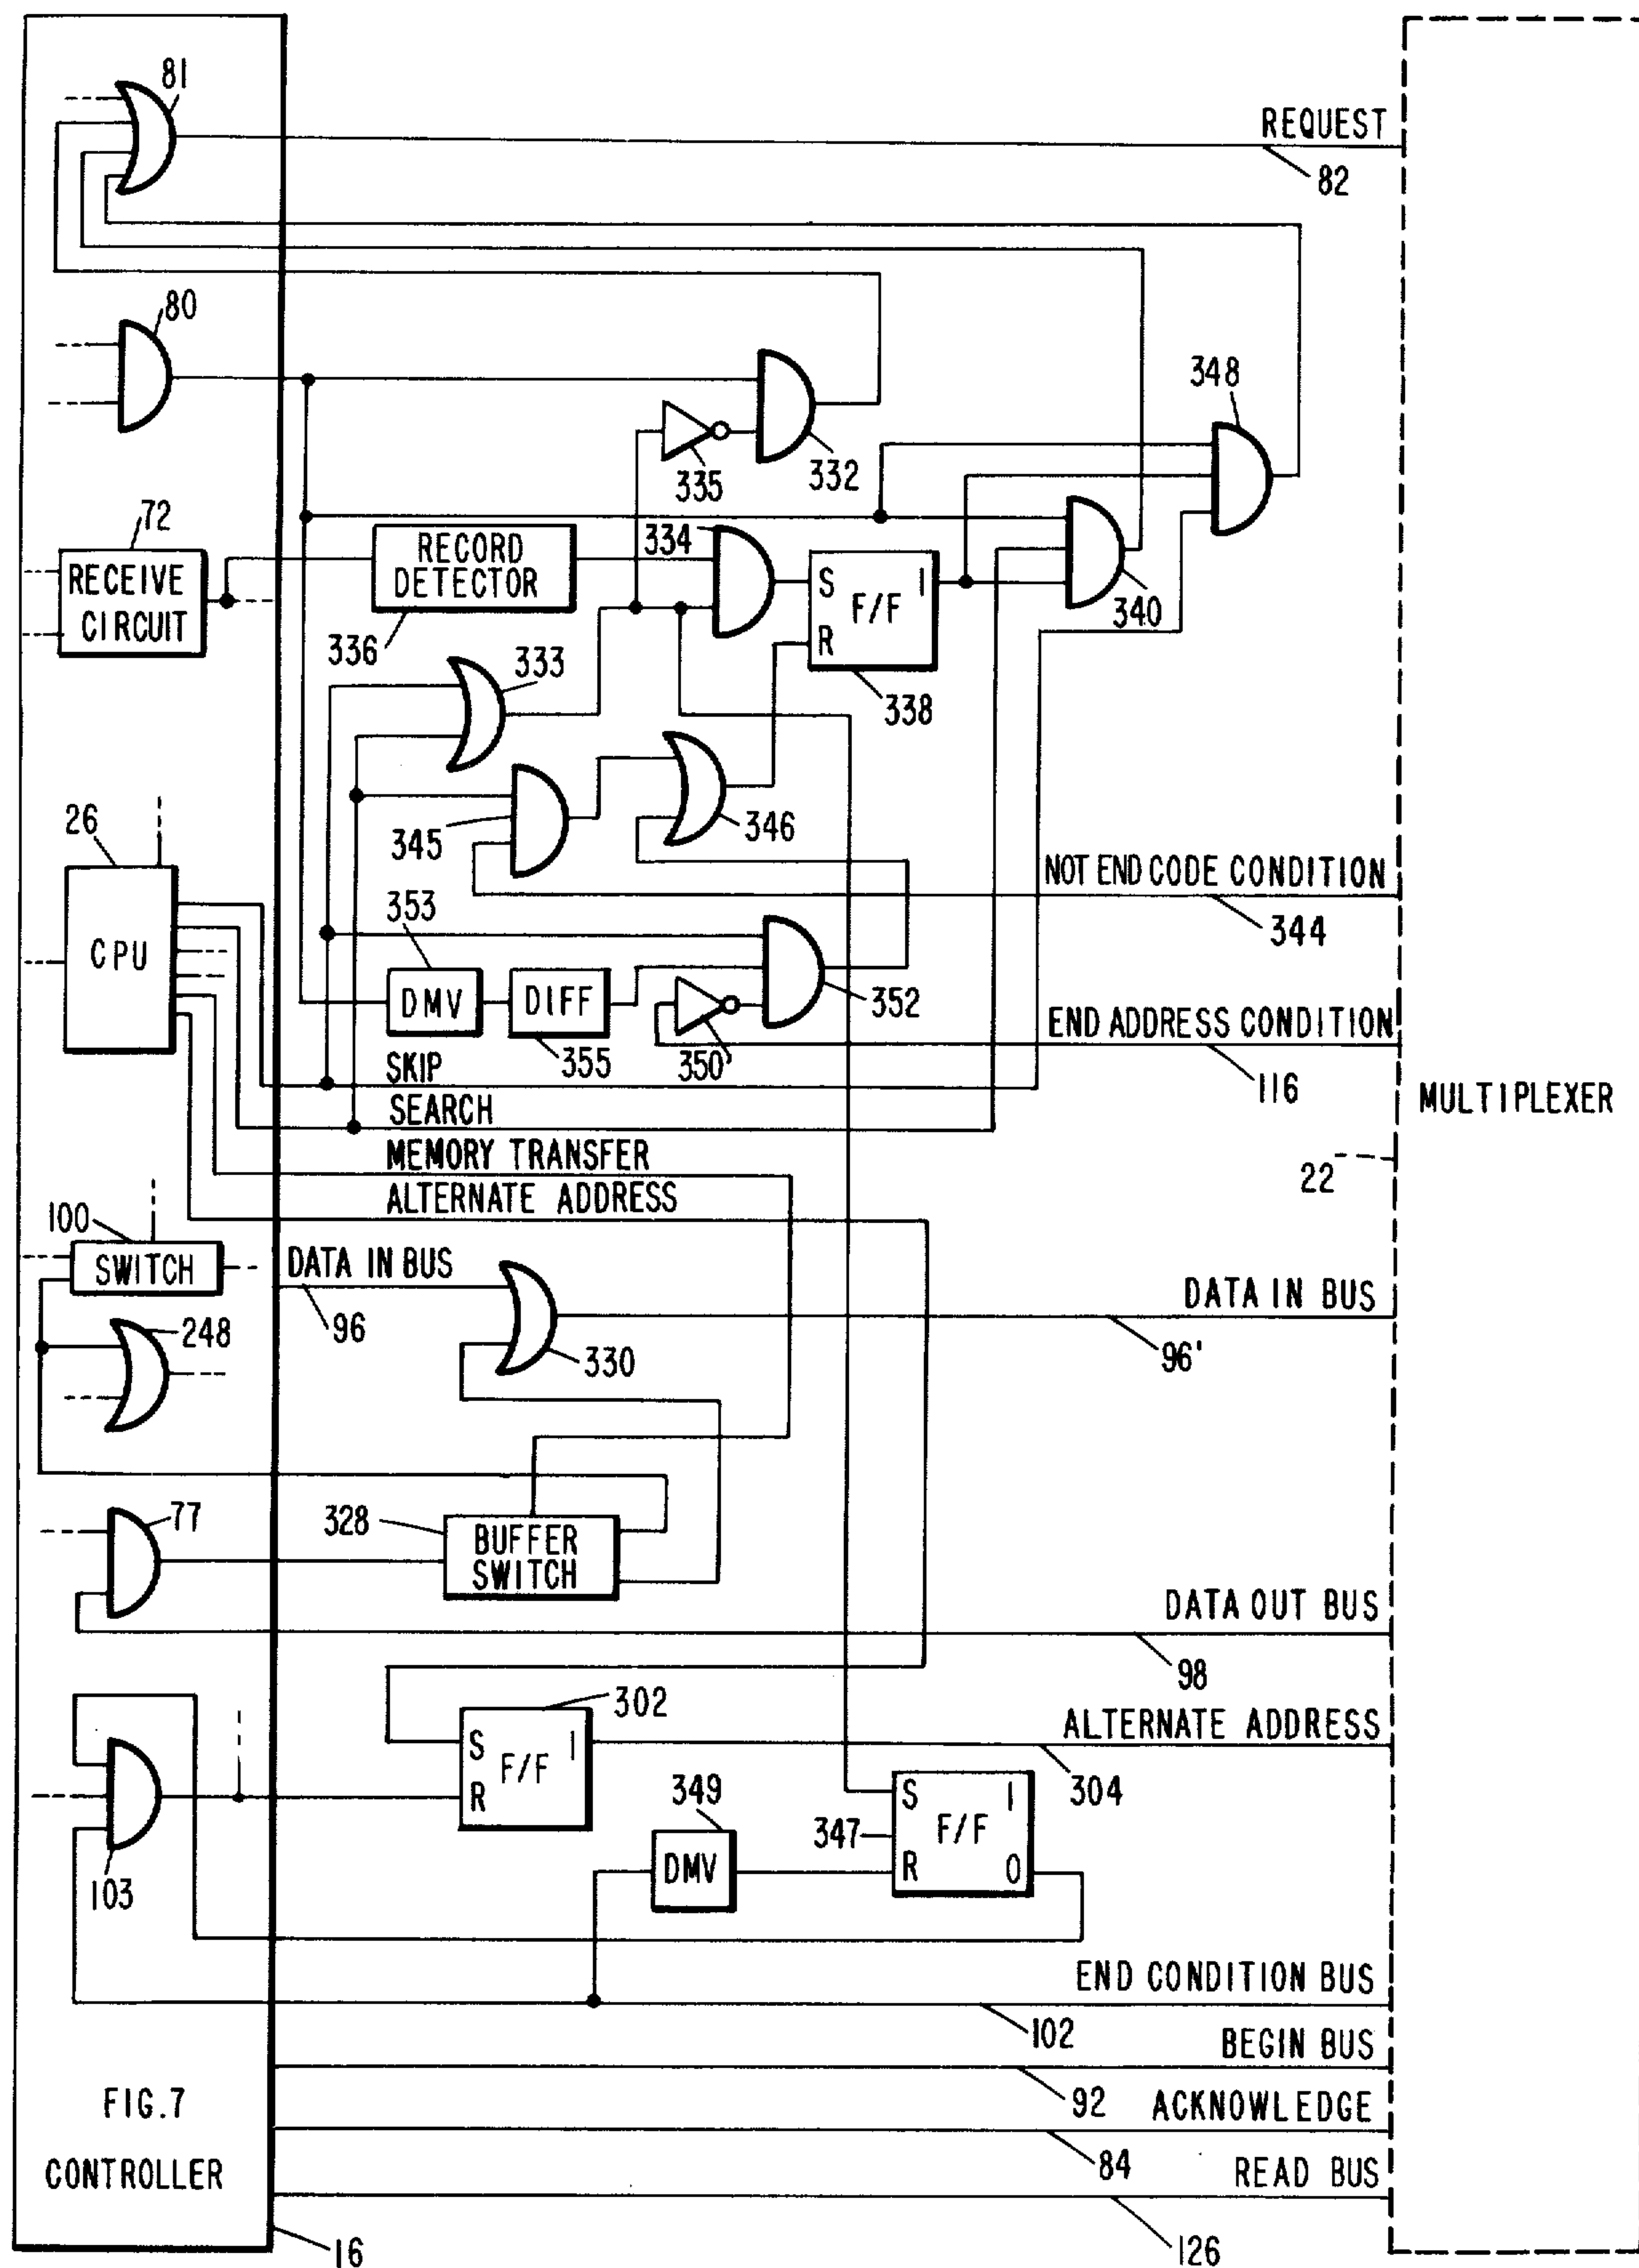 81
REQUEST
82
80
348
335
332
72
RECEIVE
CIRCUIT
RECORD
DETECTOR
336
334
S F/F 1
R
338
340
333
345
346
26
CPU
NOT END CODE CONDITION
344
353
DMV
DIFF
355
350
352
END ADDRESS CONDITION
116
SKIP
SEARCH
MEMORY TRANSFER
ALTERNATE ADDRESS
MULTIPLEXER
22
100
SWITCH
DATA IN BUS
96
DATA IN BUS
96'
248
330
77
328
BUFFER
SWITCH
DATA OUT BUS
98
302
S F/F 1
R
ALTERNATE ADDRESS
304
103
349
DMV
347
S F/F 1
R 0
END CONDITION BUS
102
BEGIN BUS
92
ACKNOWLEDGE
84
READ BUS
126
FIG.7
CONTROLLER
16